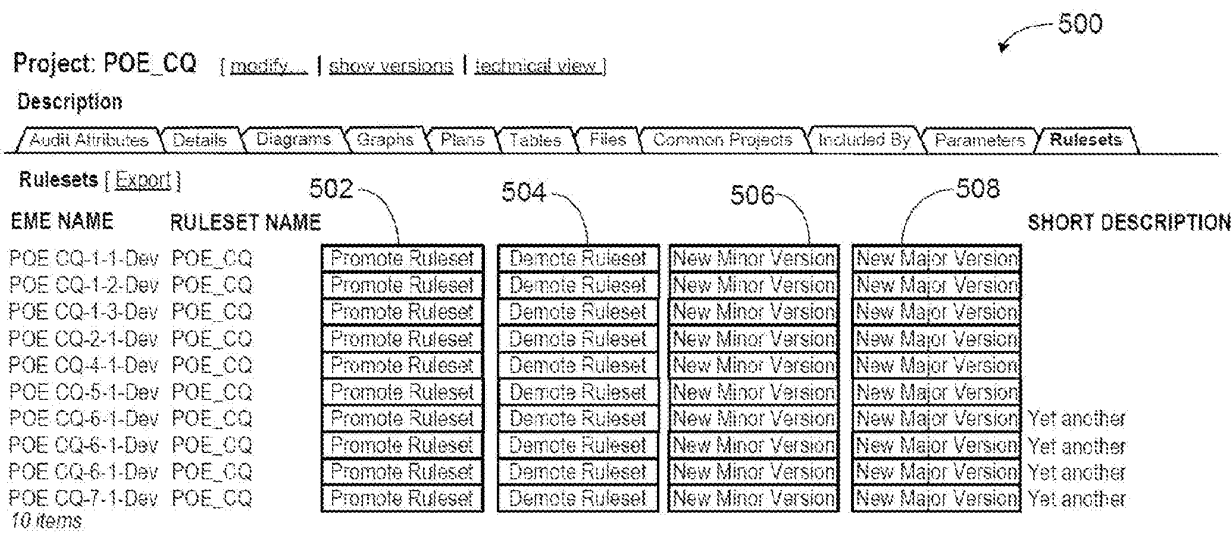 500
Project: POE_CQ [ modify... | show versions | technical view ]
Description
Audit Attributes Details Diagrams Graphs Plans Tables Files Common Projects Included By Parameters Rulesets
Rulesets [ Export ]
502 504 506 508
EME NAME RULESET NAME SHORT DESCRIPTION
POE CQ-1-1-Dev POE_CQ Promote Ruleset Demote Ruleset New Minor Version New Major Version
POE CQ-1-2-Dev POE_CQ Promote Ruleset Demote Ruleset New Minor Version New Major Version
POE CQ-1-3-Dev POE_CQ Promote Ruleset Demote Ruleset New Minor Version New Major Version
POE CQ-2-1-Dev POE_CQ Promote Ruleset Demote Ruleset New Minor Version New Major Version
POE CQ-4-1-Dev POE_CQ Promote Ruleset Demote Ruleset New Minor Version New Major Version
POE CQ-5-1-Dev POE_CQ Promote Ruleset Demote Ruleset New Minor Version New Major Version
POE CQ-6-1-Dev POE_CQ Promote Ruleset Demote Ruleset New Minor Version New Major Version Yet another
POE CQ-6-1-Dev POE_CQ Promote Ruleset Demote Ruleset New Minor Version New Major Version Yet another
POE CQ-6-1-Dev POE_CQ Promote Ruleset Demote Ruleset New Minor Version New Major Version Yet another
POE CQ-7-1-Dev POE_CQ Promote Ruleset Demote Ruleset New Minor Version New Major Version Yet another
10 items